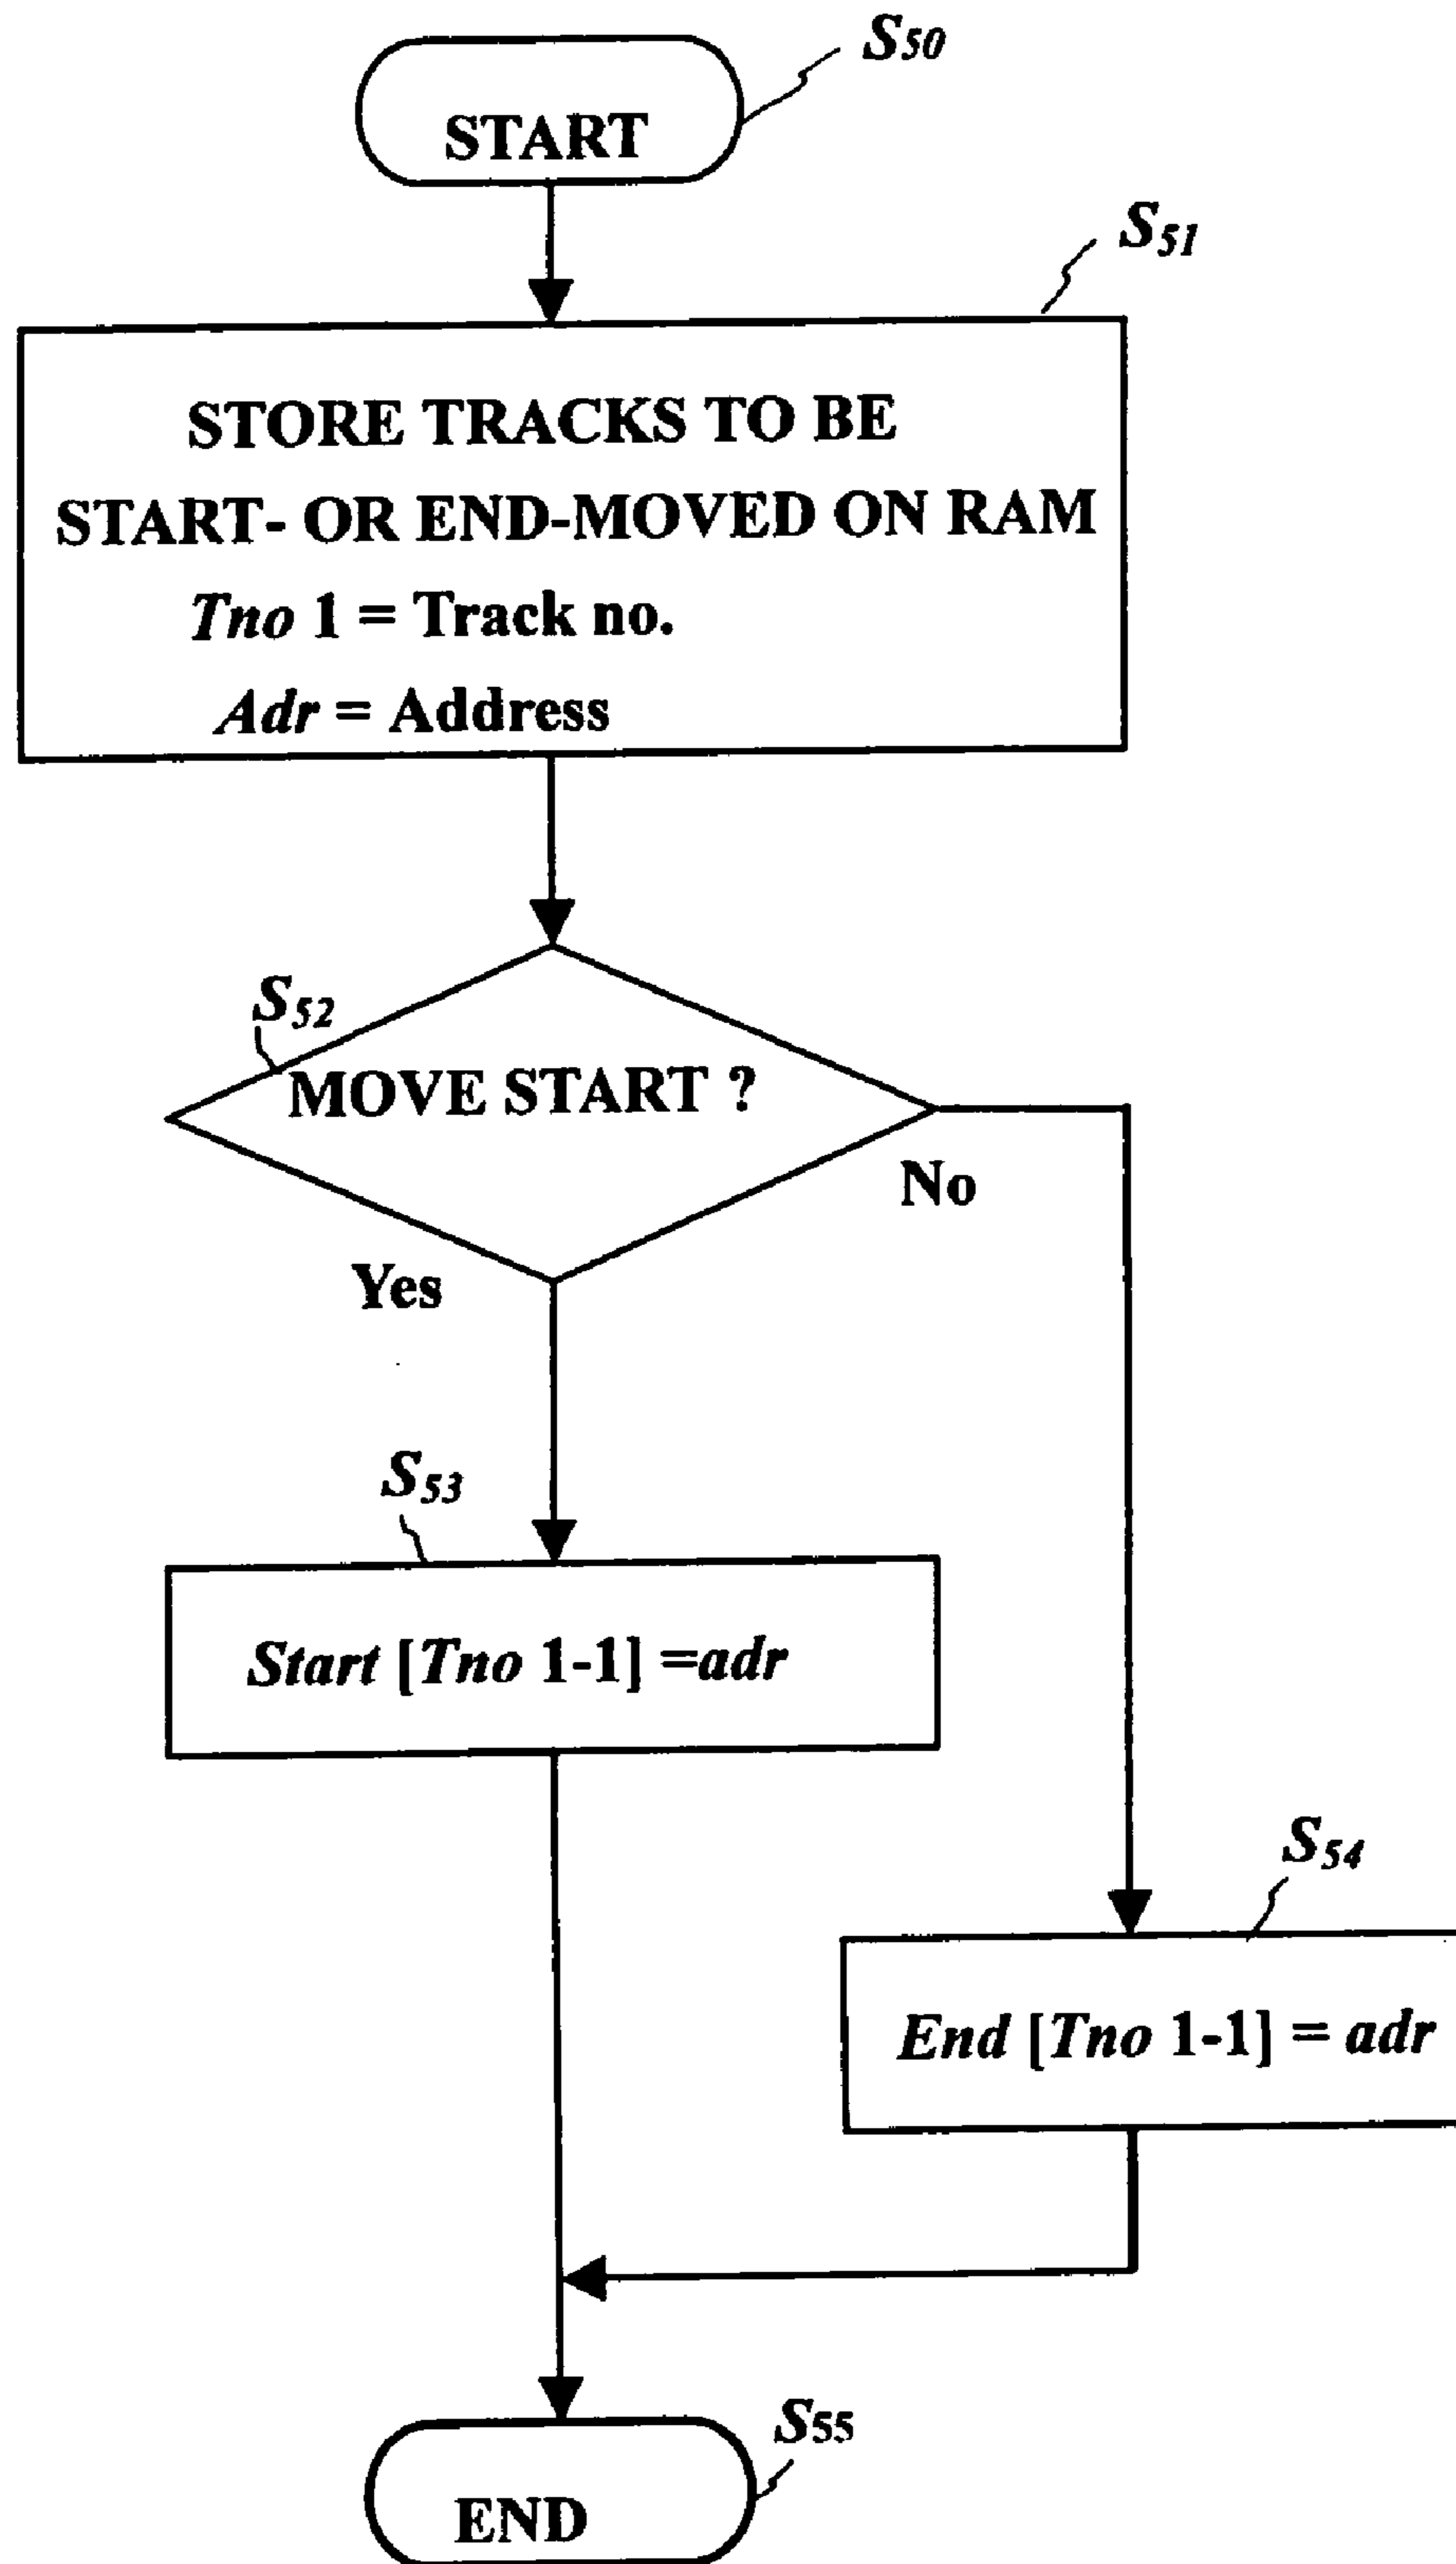 S50
START
S51
STORE TRACKS TO BE
START- OR END-MOVED ON RAM
Tno 1 = Track no.
Adr = Address
S52
MOVE START ?
No
Yes
S53
Start [Tno 1-1] =adr
S54
End [Tno 1-1] = adr
S55
END